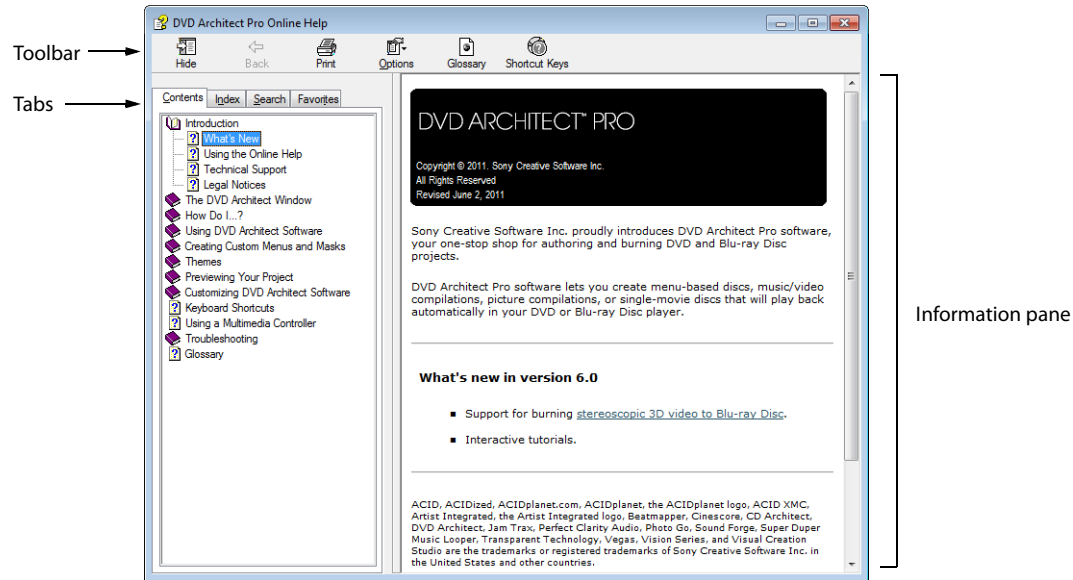 DVD Architect Pro Online Help
Toolbar
Hide
Back
Print
Options
Glossary
Shortcut Keys
Tabs
Contents
Index
Search
Favorites
Introduction
What's New
Using the Online Help
Technical Support
Legal Notices
The DVD Architect Window
How Do I...?
Using DVD Architect Software
Creating Custom Menus and Masks
Themes
Previewing Your Project
Customizing DVD Architect Software
Keyboard Shortcuts
Using a Multimedia Controller
Troubleshooting
Glossary
DVD ARCHITECT™ PRO
Copyright © 2011. Sony Creative Software Inc.
All Rights Reserved
Revised June 2, 2011
Sony Creative Software Inc. proudly introduces DVD Architect Pro software,
your one-stop shop for authoring and burning DVD and Blu-ray Disc
projects.
DVD Architect Pro software lets you create menu-based discs, music/video
compilations, picture compilations, or single-movie discs that will play back
automatically in your DVD or Blu-ray Disc player.
What's new in version 6.0
■ Support for burning stereoscopic 3D video to Blu-ray Disc.
■ Interactive tutorials.
ACID, ACIDized, ACIDplanet.com, ACIDplanet, the ACIDplanet logo, ACID XMC,
Artist Integrated, the Artist Integrated logo, Beatmapper, Cinescore, CD Architect,
DVD Architect, Jam Trax, Perfect Clarity Audio, Photo Go, Sound Forge, Super Duper
Music Looper, Transparent Technology, Vegas, Vision Series, and Visual Creation
Studio are the trademarks or registered trademarks of Sony Creative Software Inc. in
the United States and other countries.
Information pane